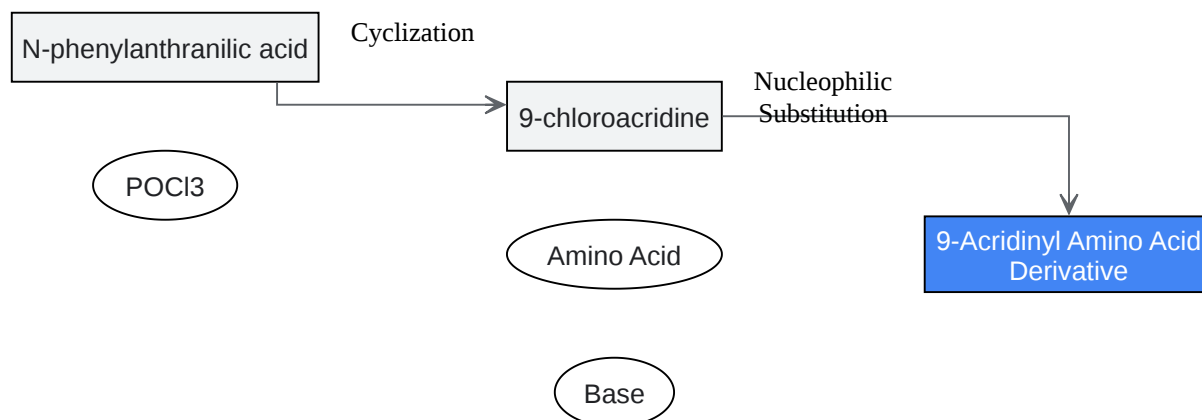 N-phenylanthranilic acid
Cyclization
9-chloroacridine
Nucleophilic
Substitution
POCl3
Amino Acid
9-Acridinyl Amino Acid
Derivative
Base